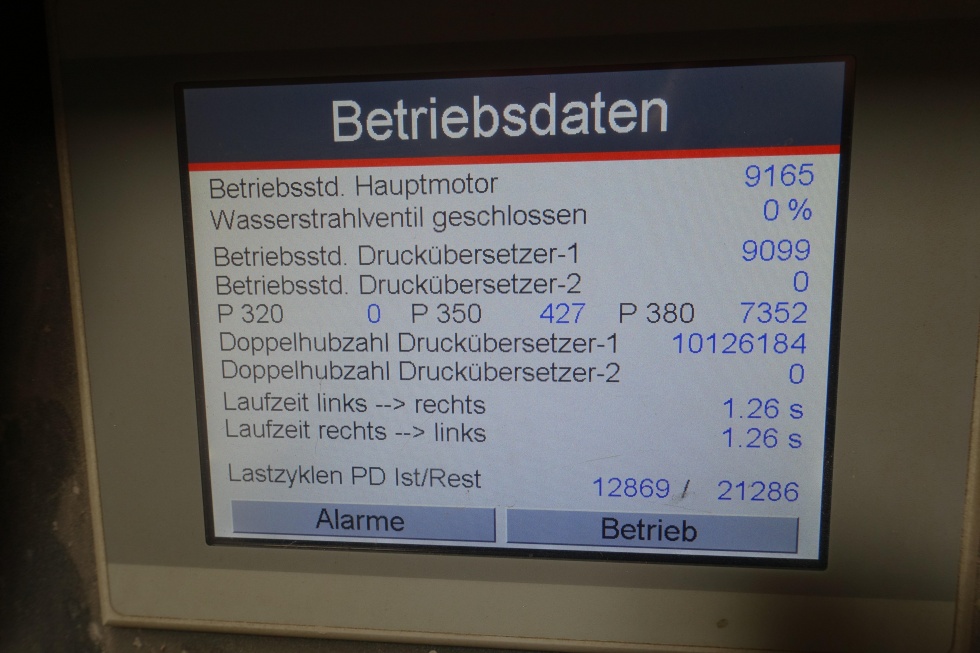 Betriebsdaten
Betriebsstd. Hauptmotor 9165
Wasserstrahlventil geschlossen 0 %
Betriebsstd. Druckübersetzer-1 9099
Betriebsstd. Druckübersetzer-2 0
P 320 0 P 350 427 P 380 7352
Doppelhubzahl Druckübersetzer-1 10126184
Doppelhubzahl Druckübersetzer-2 0
Laufzeit links --> rechts 1.26 s
Laufzeit rechts --> links 1.26 s
Lastzyklen PD Ist/Rest 12869 / 21286
Alarme Betrieb